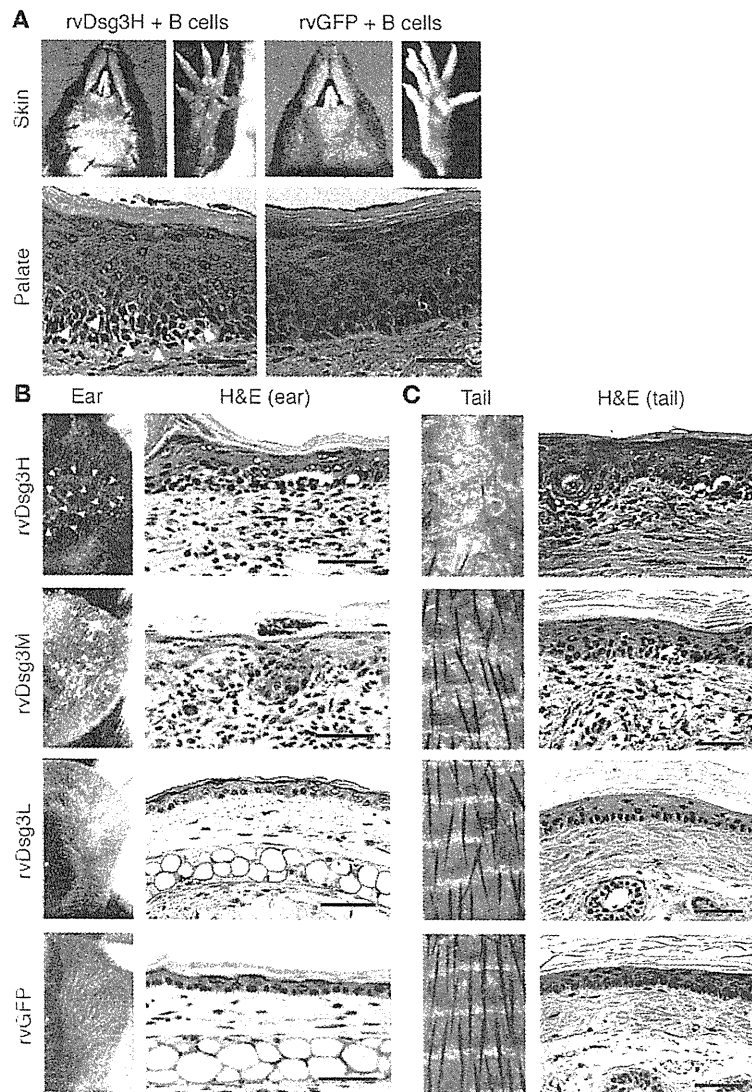 A
rvDsg3H + B cells
rvGFP + B cells
Skin
Palate
B
Ear
H&E (ear)
C
Tail
H&E (tail)
rvDsg3H
rvDsg3M
rvDsg3L
rvGFP